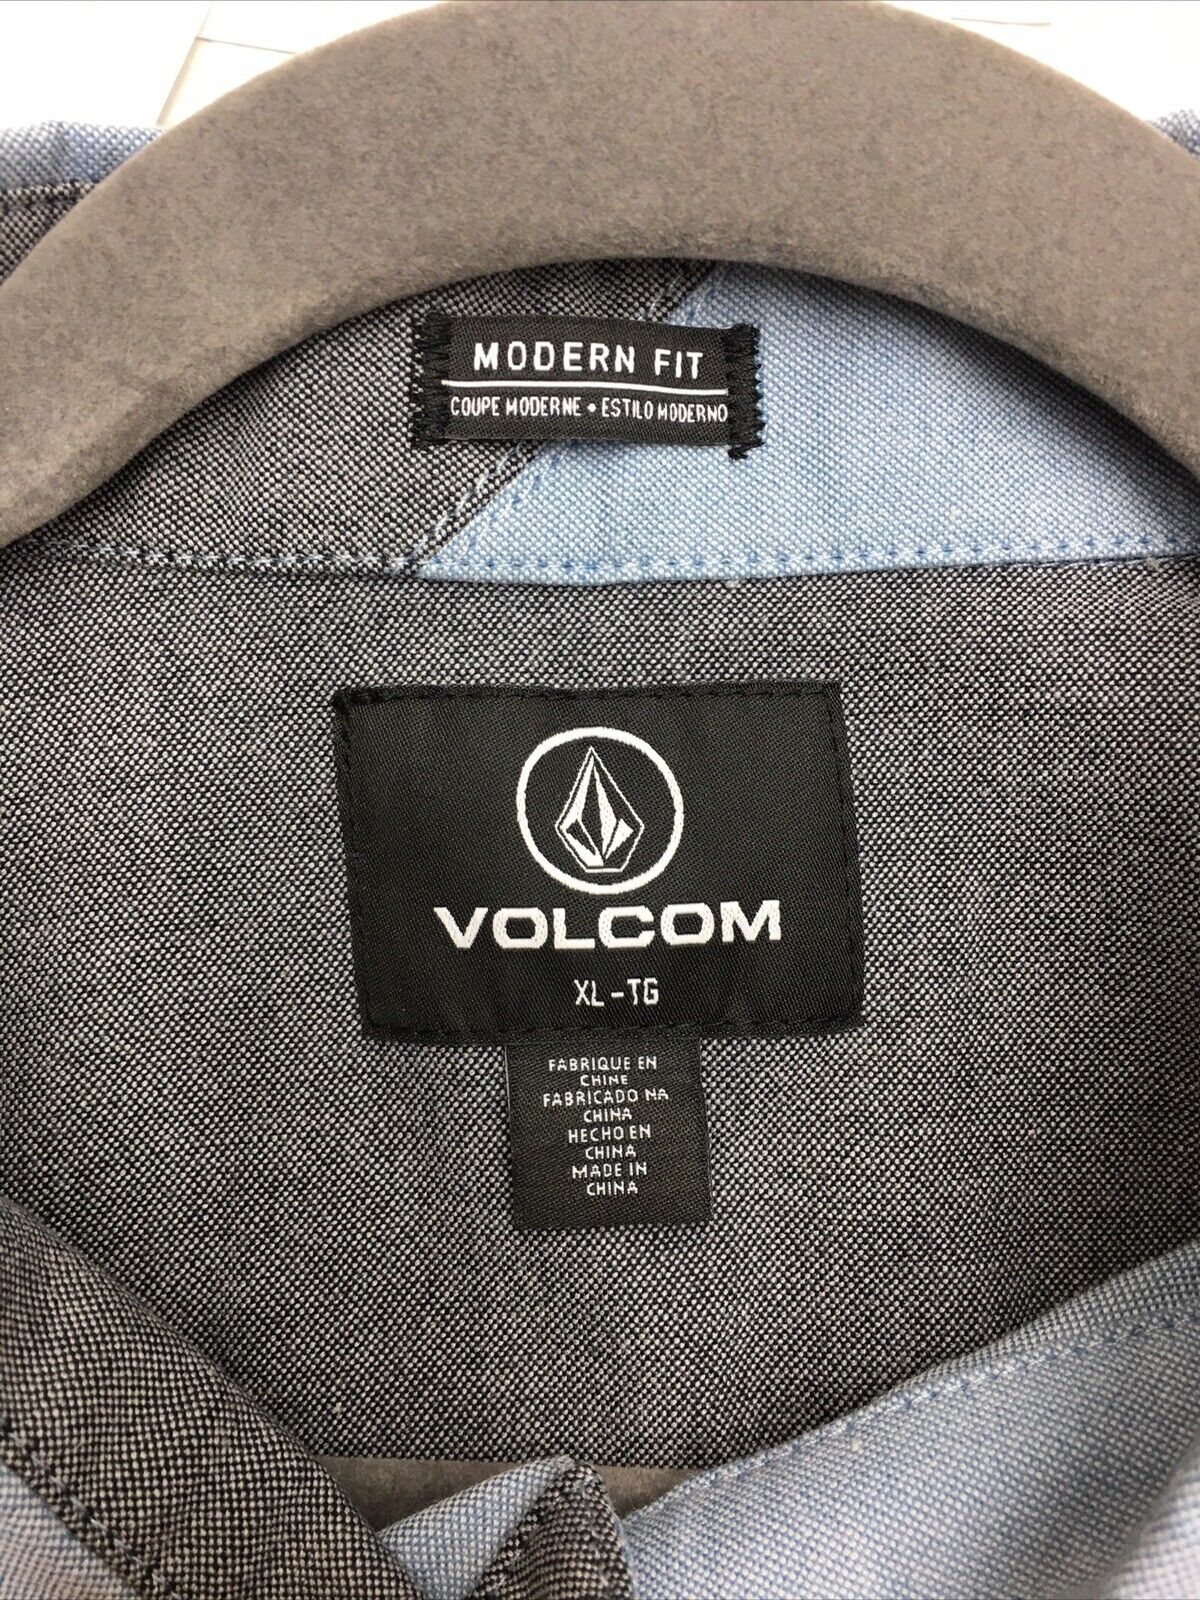 MODERN FIT
COUPE MODERNE • ESTILO MODERNO
VOLCOM
XL-TG
FABRIQUE EN
CHINE
FABRICADO NA
CHINA
HECHO EN
CHINA
MADE IN
CHINA